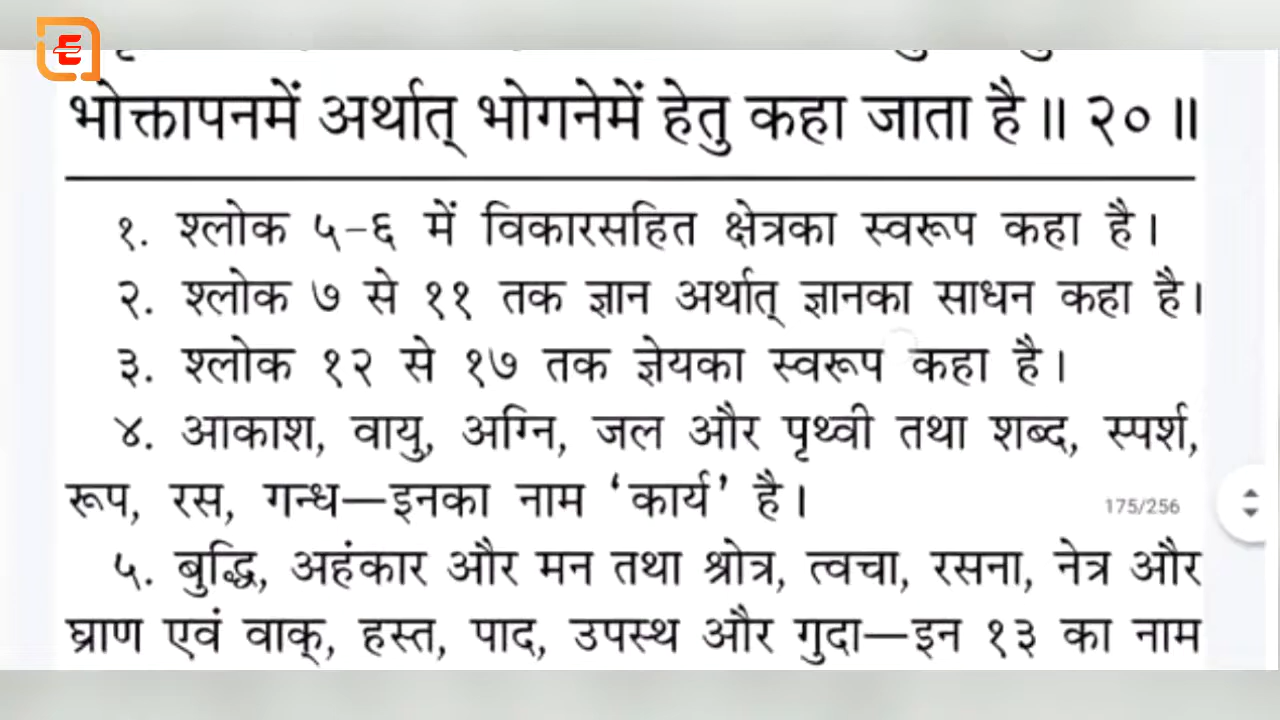 भोक्तापनमें अर्थात् भोगनेमें हेतु कहा जाता है॥ २०॥
१. श्लोक ५-६ में विकारसहित क्षेत्रका स्वरूप कहा है।
२. श्लोक ७ से ११ तक ज्ञान अर्थात् ज्ञानका साधन कहा है।
३. श्लोक १२ से १७ तक ज्ञेयका स्वरूप कहा है।
४. आकाश, वायु, अग्नि, जल और पृथ्वी तथा शब्द, स्पर्श,
रूप, रस, गन्ध—इनका नाम ‘कार्य’ है।
175/256
५. बुद्धि, अहंकार और मन तथा श्रोत्र, त्वचा, रसना, नेत्र और
घ्राण एवं वाक्, हस्त, पाद, उपस्थ और गुदा—इन १३ का नाम